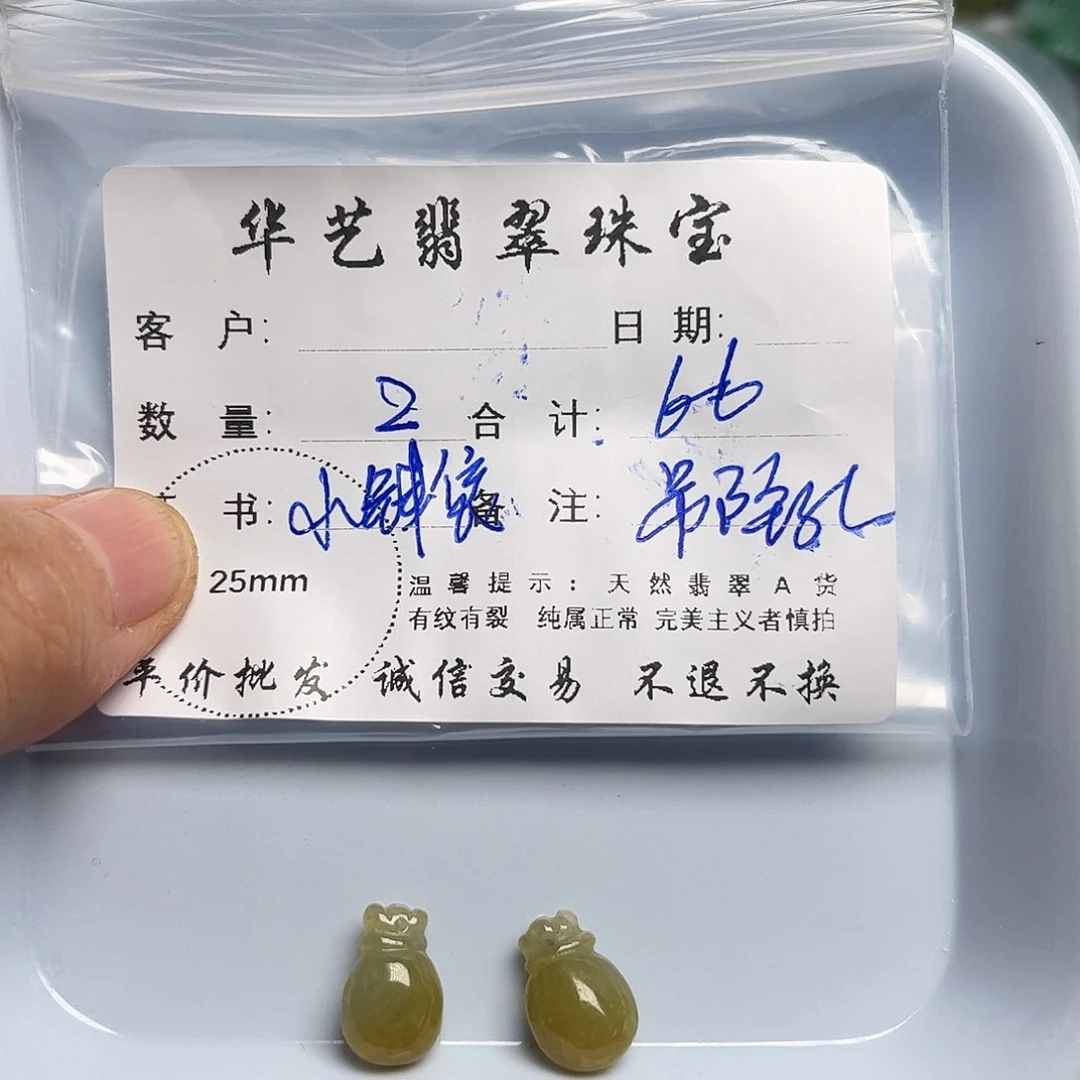 华艺翡翠珠宝
客 户: 日 期:
数 量: 2 合 计: 66
书: 小 备 注:
25mm
温馨提示: 天然翡翠A货
有纹有裂 纯属正常 完美主义者慎拍
平价批发 诚信交易 不退不换